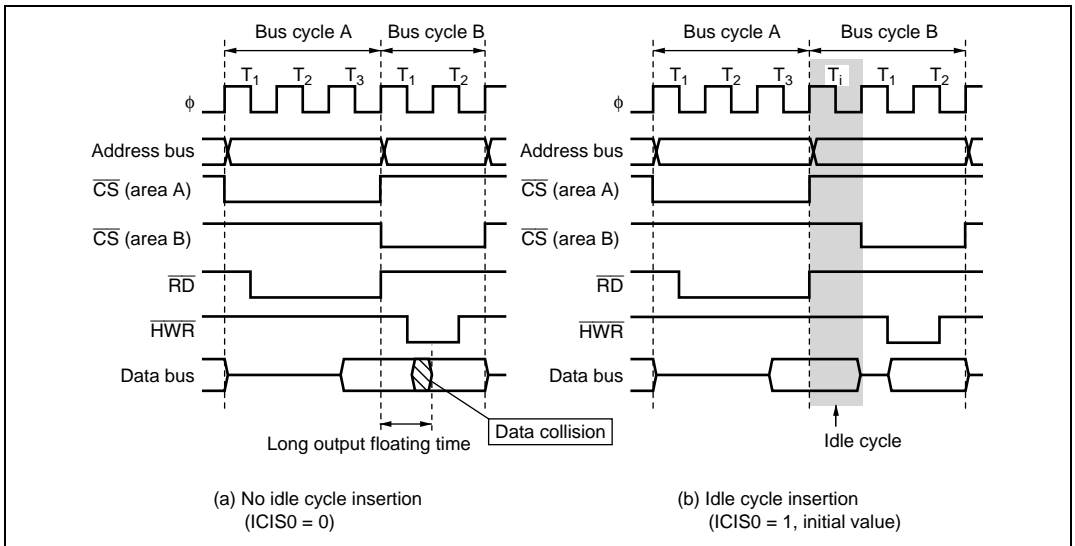 Bus cycle A Bus cycle B
T1 T2 T3 T1 T2
ϕ
Address bus
CS (area A)
CS (area B)
RD
HWR
Data bus
Long output floating time
Data collision
(a) No idle cycle insertion
(ICIS0 = 0)
Bus cycle A Bus cycle B
T1 T2 T3 Ti T1 T2
ϕ
Address bus
CS (area A)
CS (area B)
RD
HWR
Data bus
Idle cycle
(b) Idle cycle insertion
(ICIS0 = 1, initial value)